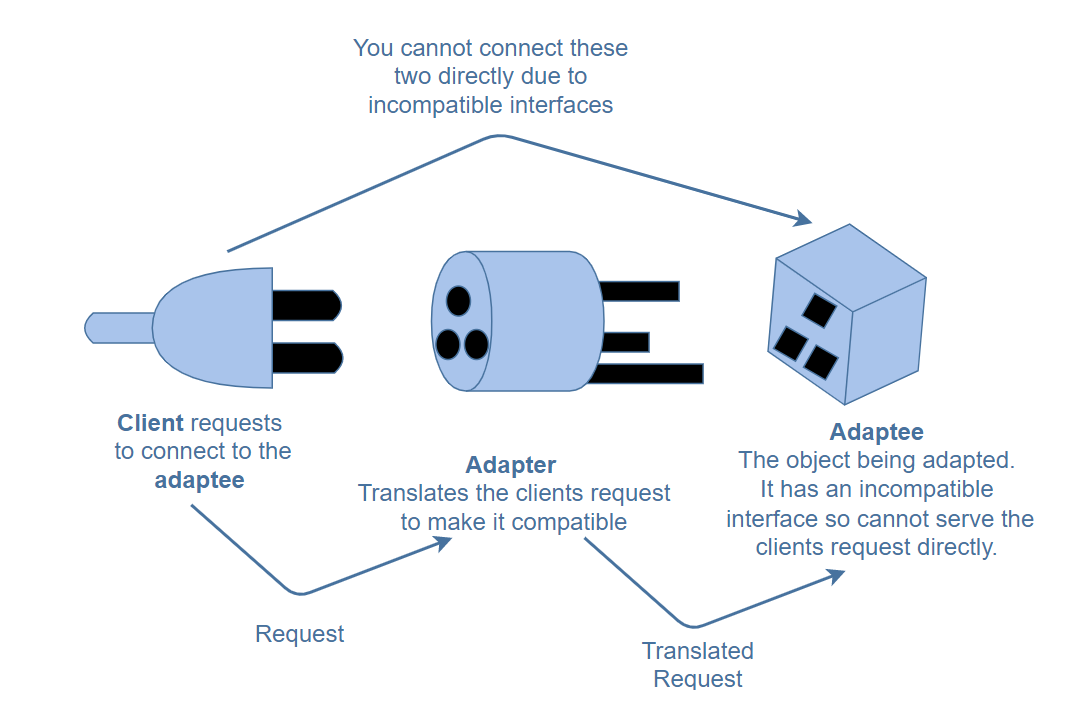 You cannot connect these
two directly due to
incompatible interfaces
Client requests
to connect to the
adaptee
Adapter
Translates the clients request
to make it compatible
Adaptee
The object being adapted.
It has an incompatible
interface so cannot serve the
clients request directly.
Request
Translated
Request